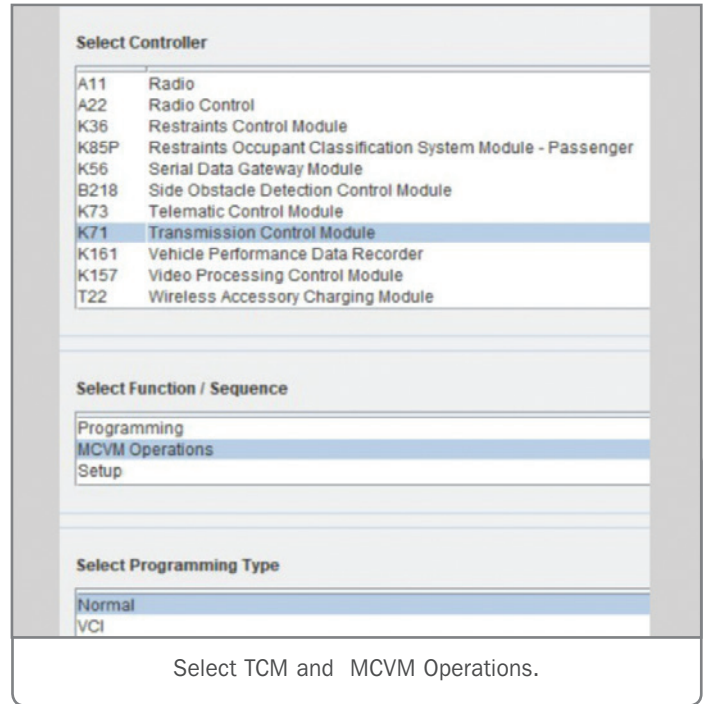 Select Controller
A11 Radio
A22 Radio Control
K36 Restraints Control Module
K85P Restraints Occupant Classification System Module - Passenger
K56 Serial Data Gateway Module
B218 Side Obstacle Detection Control Module
K73 Telematic Control Module
K71 Transmission Control Module
K161 Vehicle Performance Data Recorder
K157 Video Processing Control Module
T22 Wireless Accessory Charging Module
Select Function / Sequence
Programming
MCVM Operations
Setup
Select Programming Type
Normal
VCI
Select TCM and MCVM Operations.